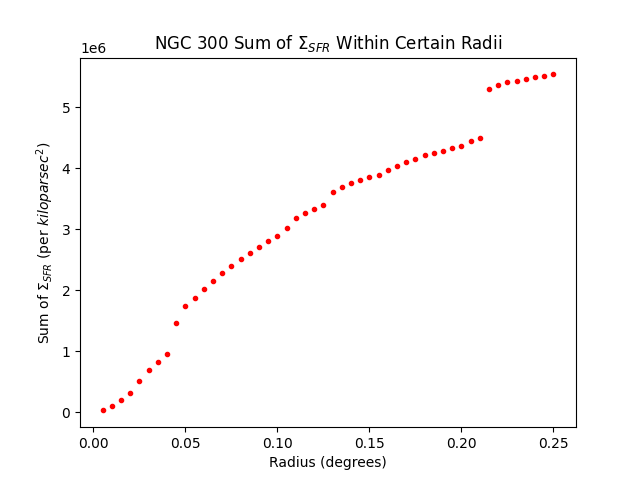 NGC 300 Sum of Σ_SFR Within Certain Radii
1e6
5
4
3
2
1
0
Sum of Σ_SFR (per kiloparsec²)
0.00 0.05 0.10 0.15 0.20 0.25
Radius (degrees)